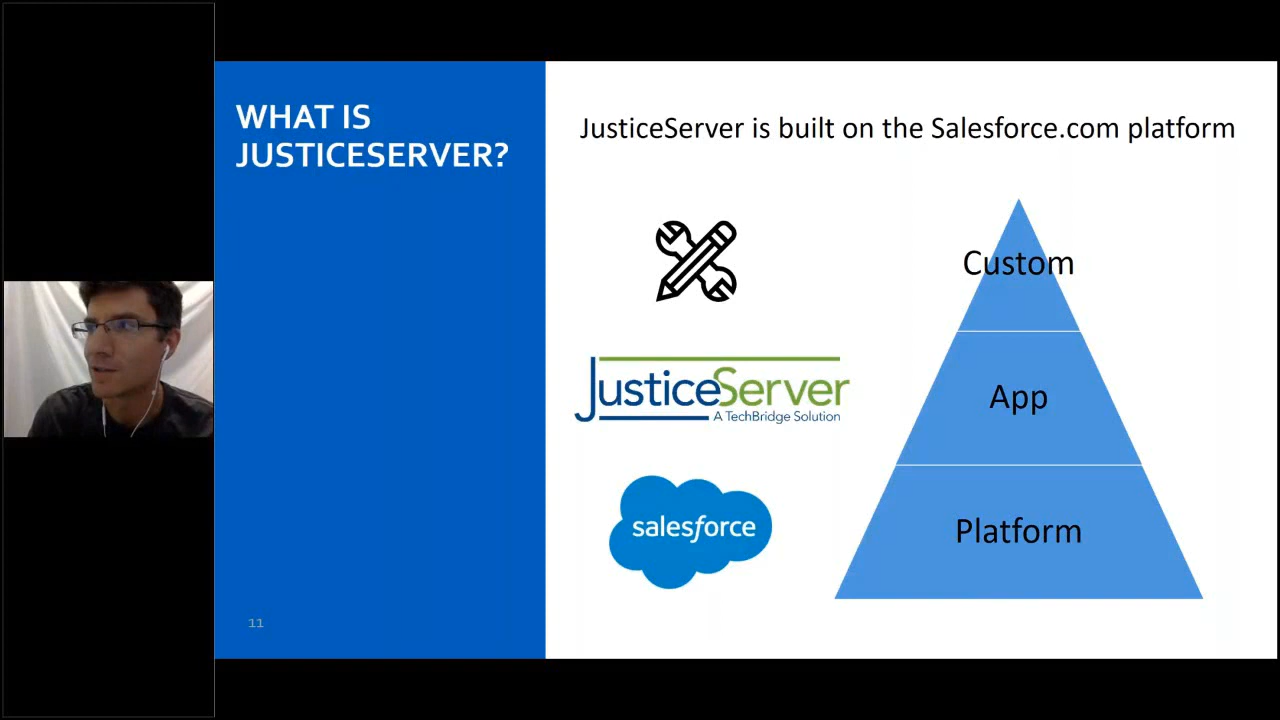 WHAT IS
JUSTICESERVER?
JusticeServer is built on the Salesforce.com platform
Custom
JusticeServer
A TechBridge Solution
App
salesforce
Platform
11